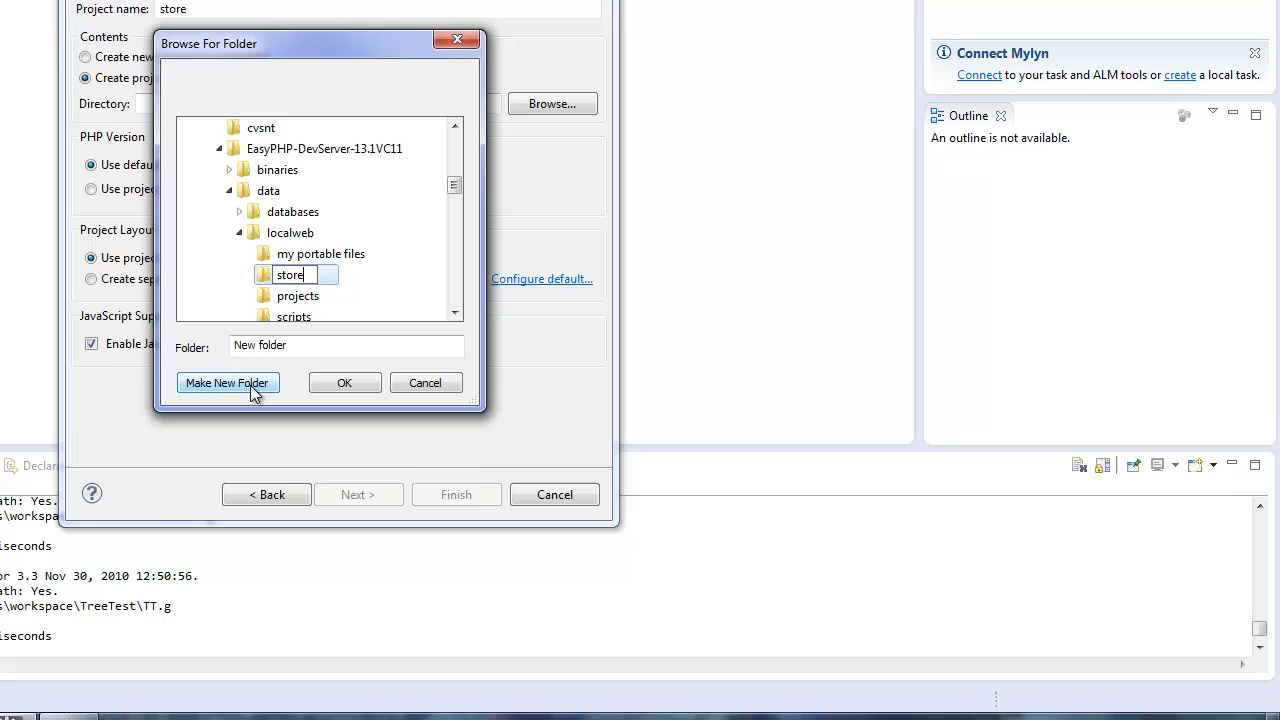 Project name: store
Contents
Create new
Create proj
Directory:
Browse...
PHP Version
Use defau
Use projec
Project Layou
Use projec
Create sep
Configure default...
JavaScript Sup
Enable Ja
Browse For Folder
cvsnt
EasyPHP-DevServer-13.1VC11
binaries
data
databases
localweb
my portable files
store
projects
scripts
Folder: New folder
Make New Folder
OK
Cancel
< Back
Next >
Finish
Cancel
Connect Mylyn
Connect to your task and ALM tools or create a local task.
Outline
An outline is not available.
Declara
ath: Yes.
s\workspa
iseconds
or 3.3 Nov 30, 2010 12:50:56.
ath: Yes.
s\workspace\TreeTest\TT.g
iseconds